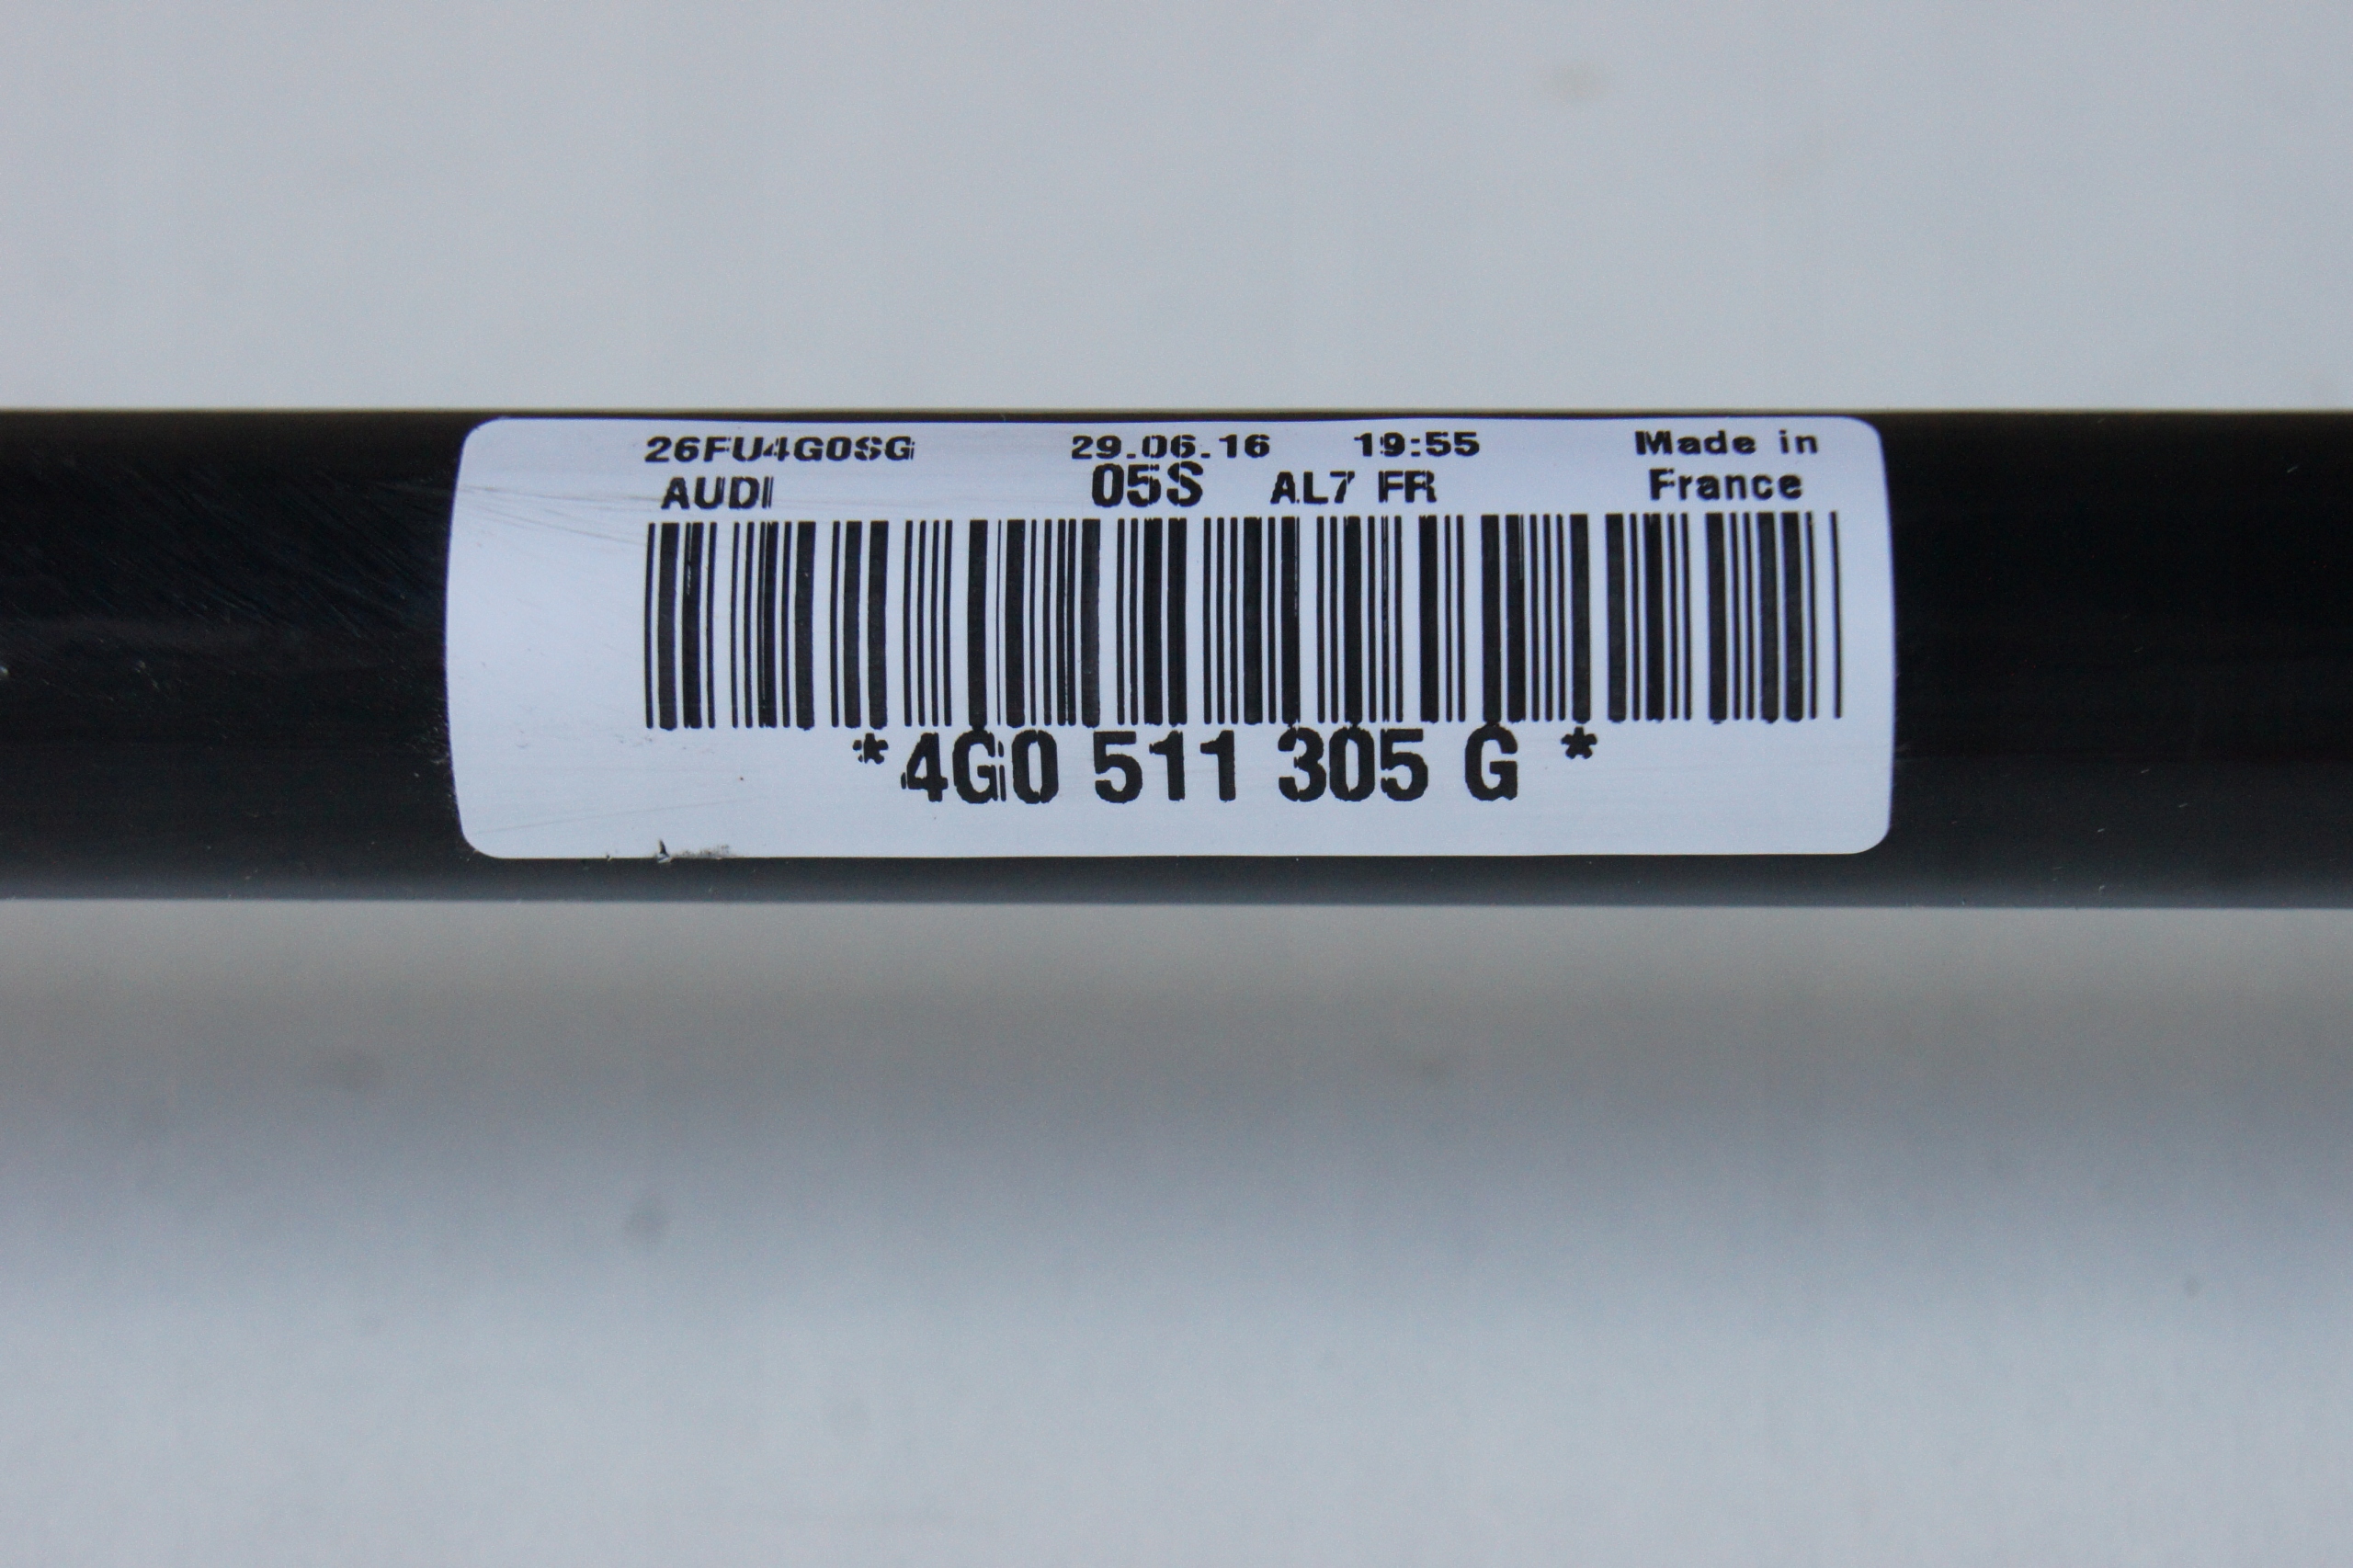 26FU4G0SG 29.06.16 19:55 Made in
AUDI 05S AL7 FR France
*4G0 511 305 G *